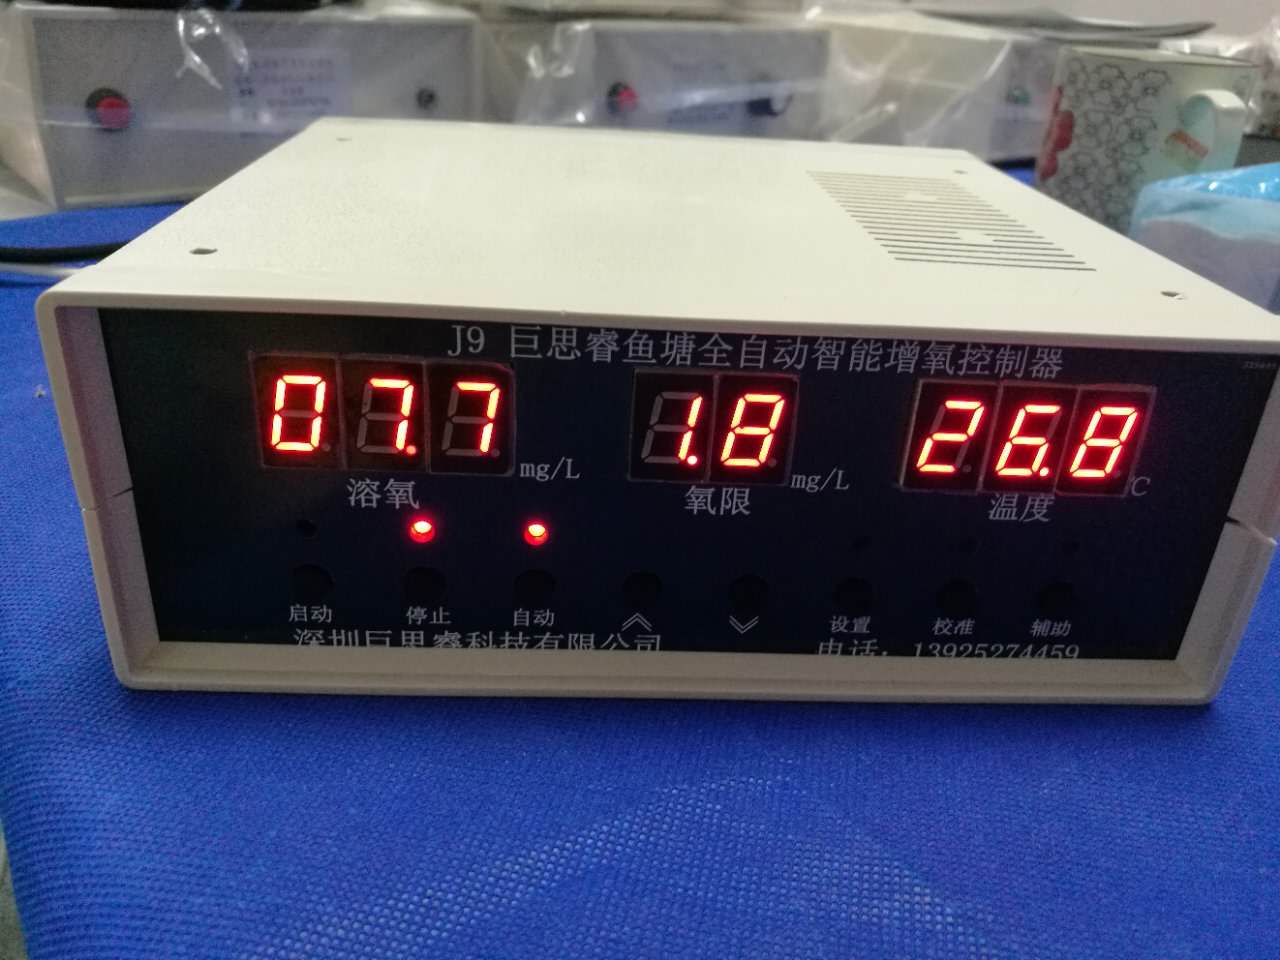 J9 巨思睿鱼塘全自动智能增氧控制器
07.7 mg/L 1.8 mg/L 26.8 ℃
溶氧 氧限 温度
启动 停止 自动 设置 校准 辅助
深圳巨思睿科技有限公司 电话：13925274459